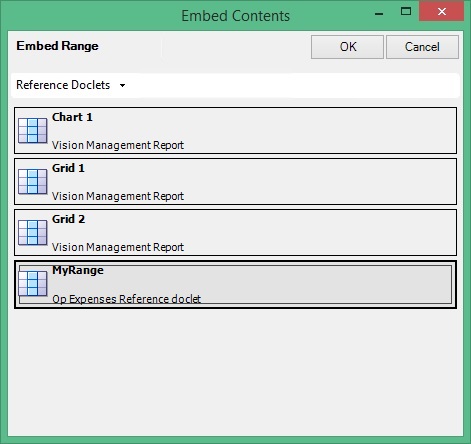 Embed Contents
Embed Range
OK
Cancel
Reference Doclets
Chart 1
Vision Management Report
Grid 1
Vision Management Report
Grid 2
Vision Management Report
MyRange
Op Expenses Reference doclet